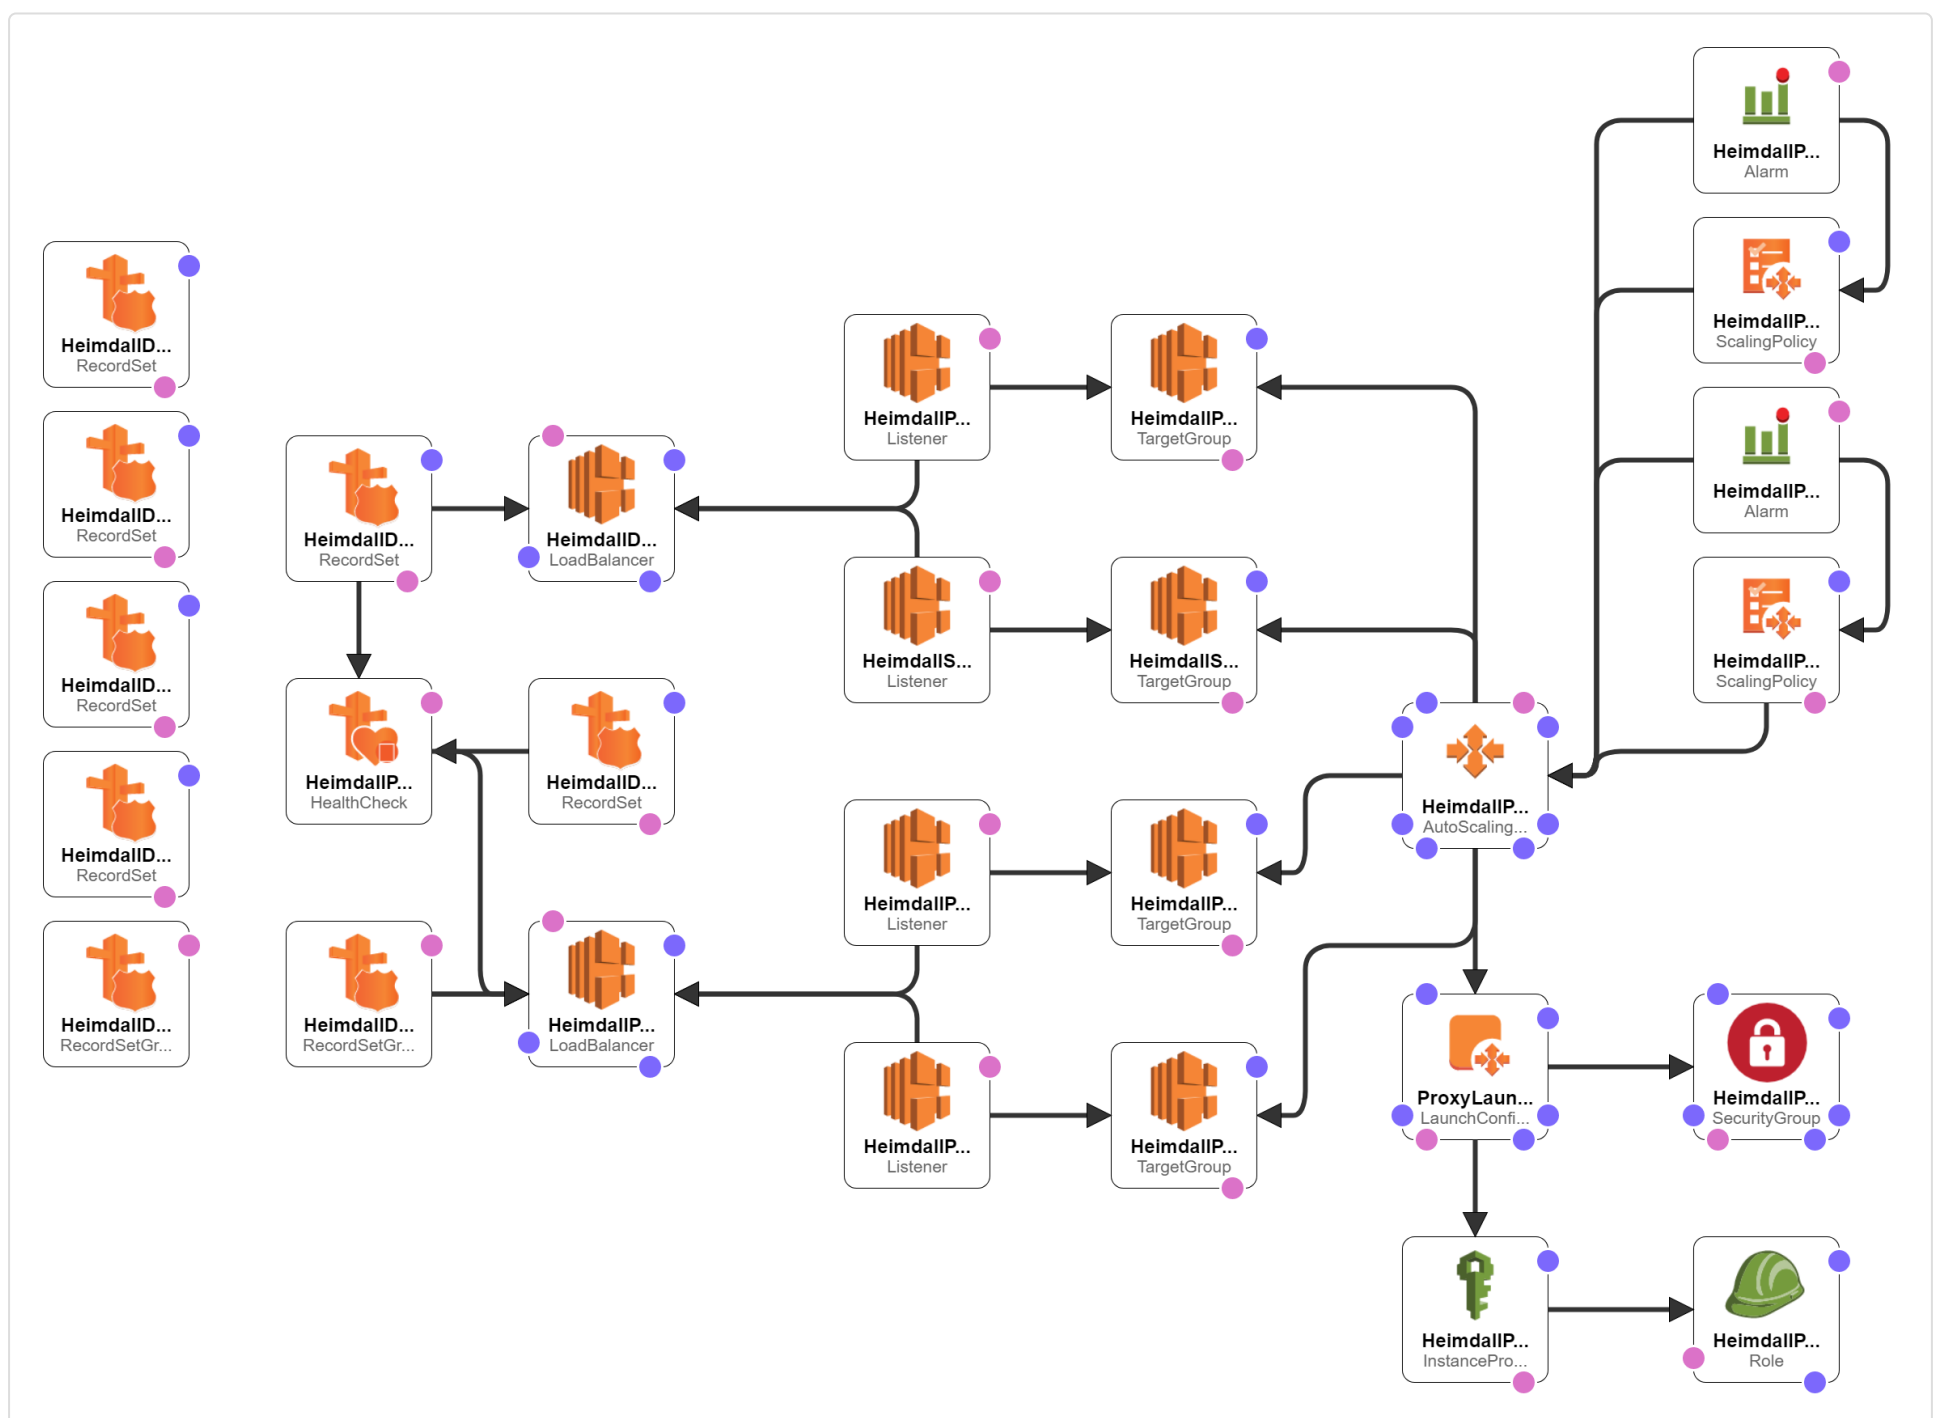 HeimdallP...
Alarm
HeimdallP...
ScalingPolicy
HeimdallP...
Alarm
HeimdallP...
ScalingPolicy
HeimdallD...
RecordSet
HeimdallD...
RecordSet
HeimdallD...
RecordSet
HeimdallD...
RecordSet
HeimdallD...
RecordSetGr...
HeimdallD...
RecordSet
HeimdallD...
LoadBalancer
HeimdallP...
HealthCheck
HeimdallD...
RecordSet
HeimdallD...
RecordSetGr...
HeimdallP...
LoadBalancer
HeimdallP...
Listener
HeimdallP...
TargetGroup
HeimdallS...
Listener
HeimdallS...
TargetGroup
HeimdallP...
Listener
HeimdallP...
TargetGroup
HeimdallP...
Listener
HeimdallP...
TargetGroup
HeimdallP...
AutoScaling...
ProxyLaun...
LaunchConfi...
HeimdallP...
SecurityGroup
HeimdallP...
InstancePro...
HeimdallP...
Role